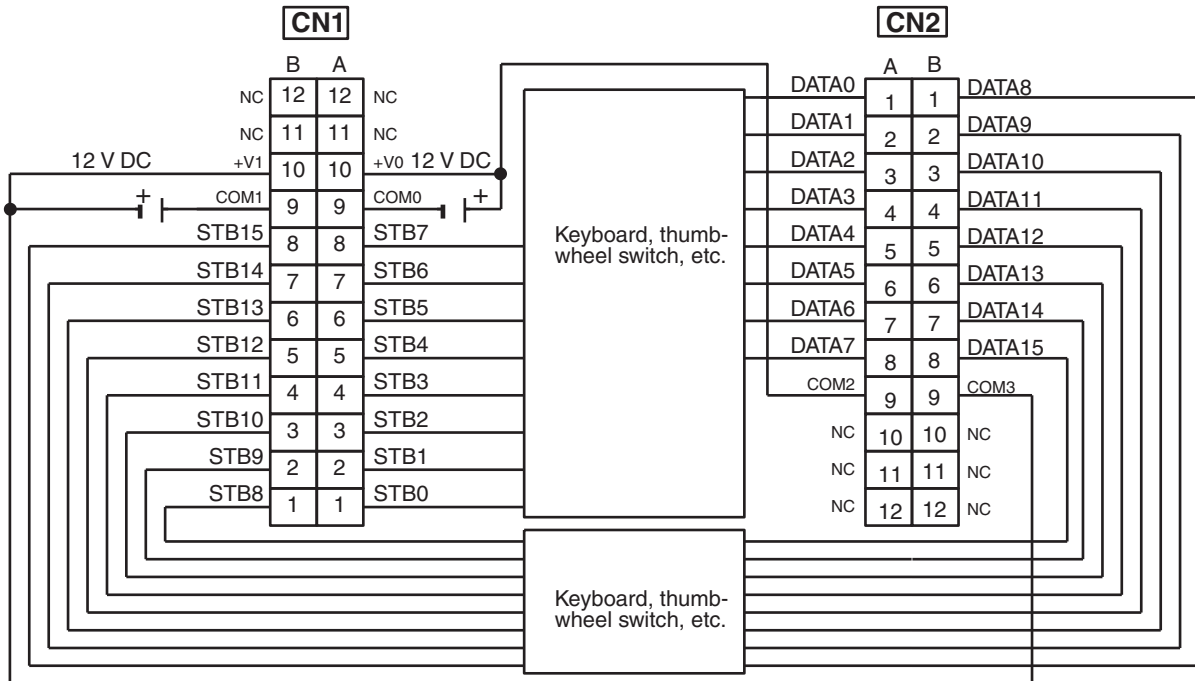 CN1
CN2
B A
A B
NC 12 12 NC
NC 11 11 NC
12 V DC +V1 10 10 +V0 12 V DC
+ COM1 9 9 COM0 +
STB15 8 8 STB7
STB14 7 7 STB6
STB13 6 6 STB5
STB12 5 5 STB4
STB11 4 4 STB3
STB10 3 3 STB2
STB9 2 2 STB1
STB8 1 1 STB0
Keyboard, thumb-
wheel switch, etc.
Keyboard, thumb-
wheel switch, etc.
DATA0 1 1 DATA8
DATA1 2 2 DATA9
DATA2 3 3 DATA10
DATA3 4 4 DATA11
DATA4 5 5 DATA12
DATA5 6 6 DATA13
DATA6 7 7 DATA14
DATA7 8 8 DATA15
COM2 9 9 COM3
NC 10 10 NC
NC 11 11 NC
NC 12 12 NC